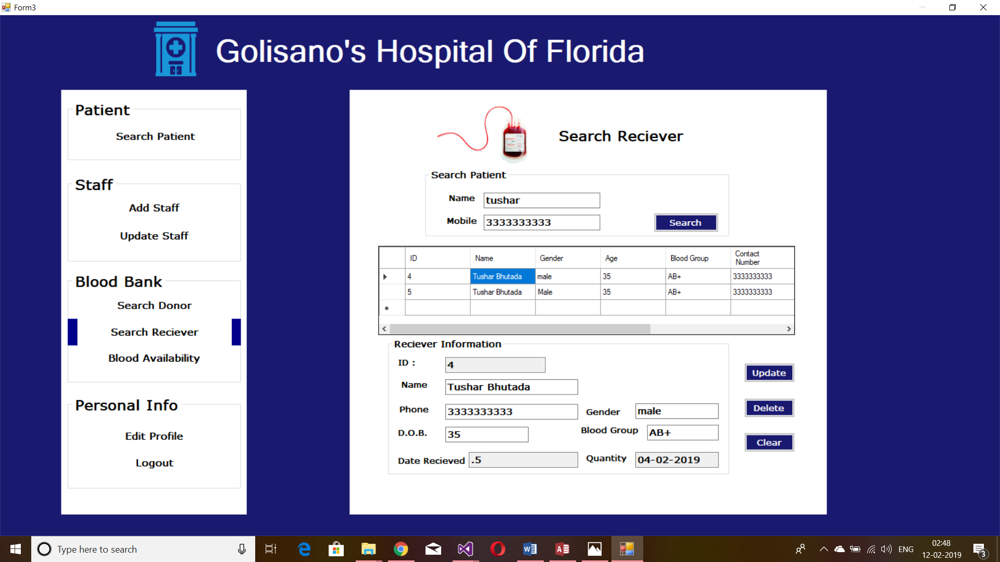 Form3
Golisano's Hospital Of Florida
Patient
Search Patient
Staff
Add Staff
Update Staff
Blood Bank
Search Donor
Search Reciever
Blood Availability
Personal Info
Edit Profile
Logout
Search Reciever
Search Patient
Name tushar
Mobile 3333333333 Search
ID Name Gender Age Blood Group Contact Number
4 Tushar Bhutada male 35 AB+ 3333333333
5 Tushar Bhutada Male 35 AB+ 3333333333
Reciever Information
ID : 4
Name Tushar Bhutada
Phone 3333333333 Gender male
D.O.B. 35 Blood Group AB+
Date Recieved .5 Quantity 04-02-2019
Update
Delete
Clear
Type here to search
ENG
02:48
12-02-2019
3